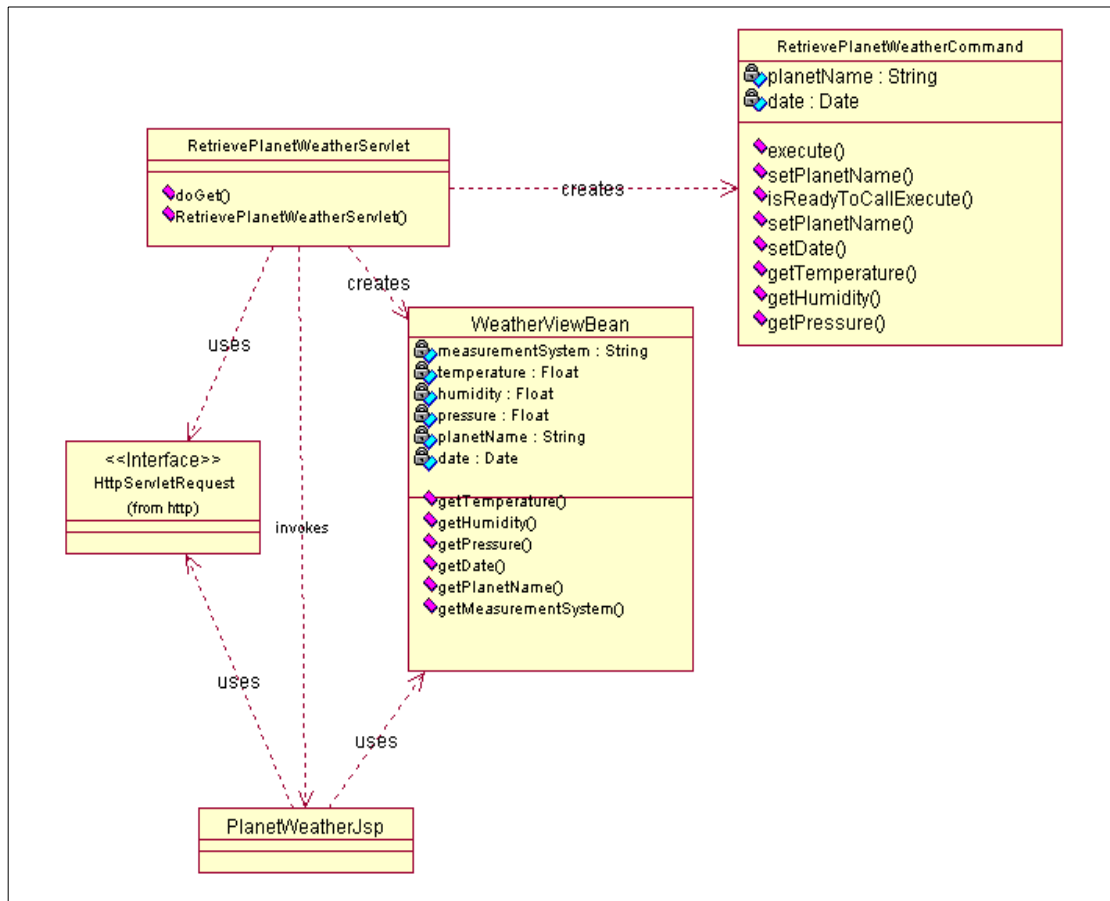 RetrievePlanetWeatherCommand
planetName : String
date : Date
execute()
setPlanetName()
isReadyToCallExecute()
setPlanetName()
setDate()
getTemperature()
getHumidity()
getPressure()
RetrievePlanetWeatherServlet
doGet()
RetrievePlanetWeatherServlet()
creates
creates
uses
WeatherViewBean
measurementSystem : String
temperature : Float
humidity : Float
pressure : Float
planetName : String
date : Date
getTemperature()
getHumidity()
getPressure()
getDate()
getPlanetName()
getMeasurementSystem()
<<Interface>>
HttpServletRequest
(from http)
invokes
uses
uses
PlanetWeatherJsp